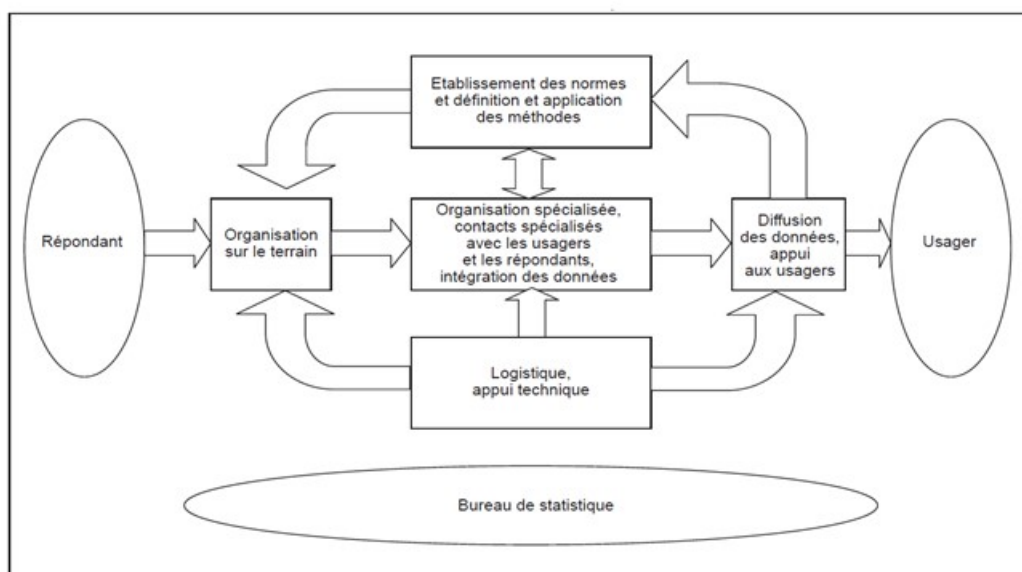 Etablissement des normes
et définition et application
des méthodes
Répondant
Organisation
sur le terrain
Organisation spécialisée,
contacts spécialisés
avec les usagers
et les répondants,
intégration des données
Diffusion
des données,
appui
aux usagers
Usager
Logistique,
appui technique
Bureau de statistique